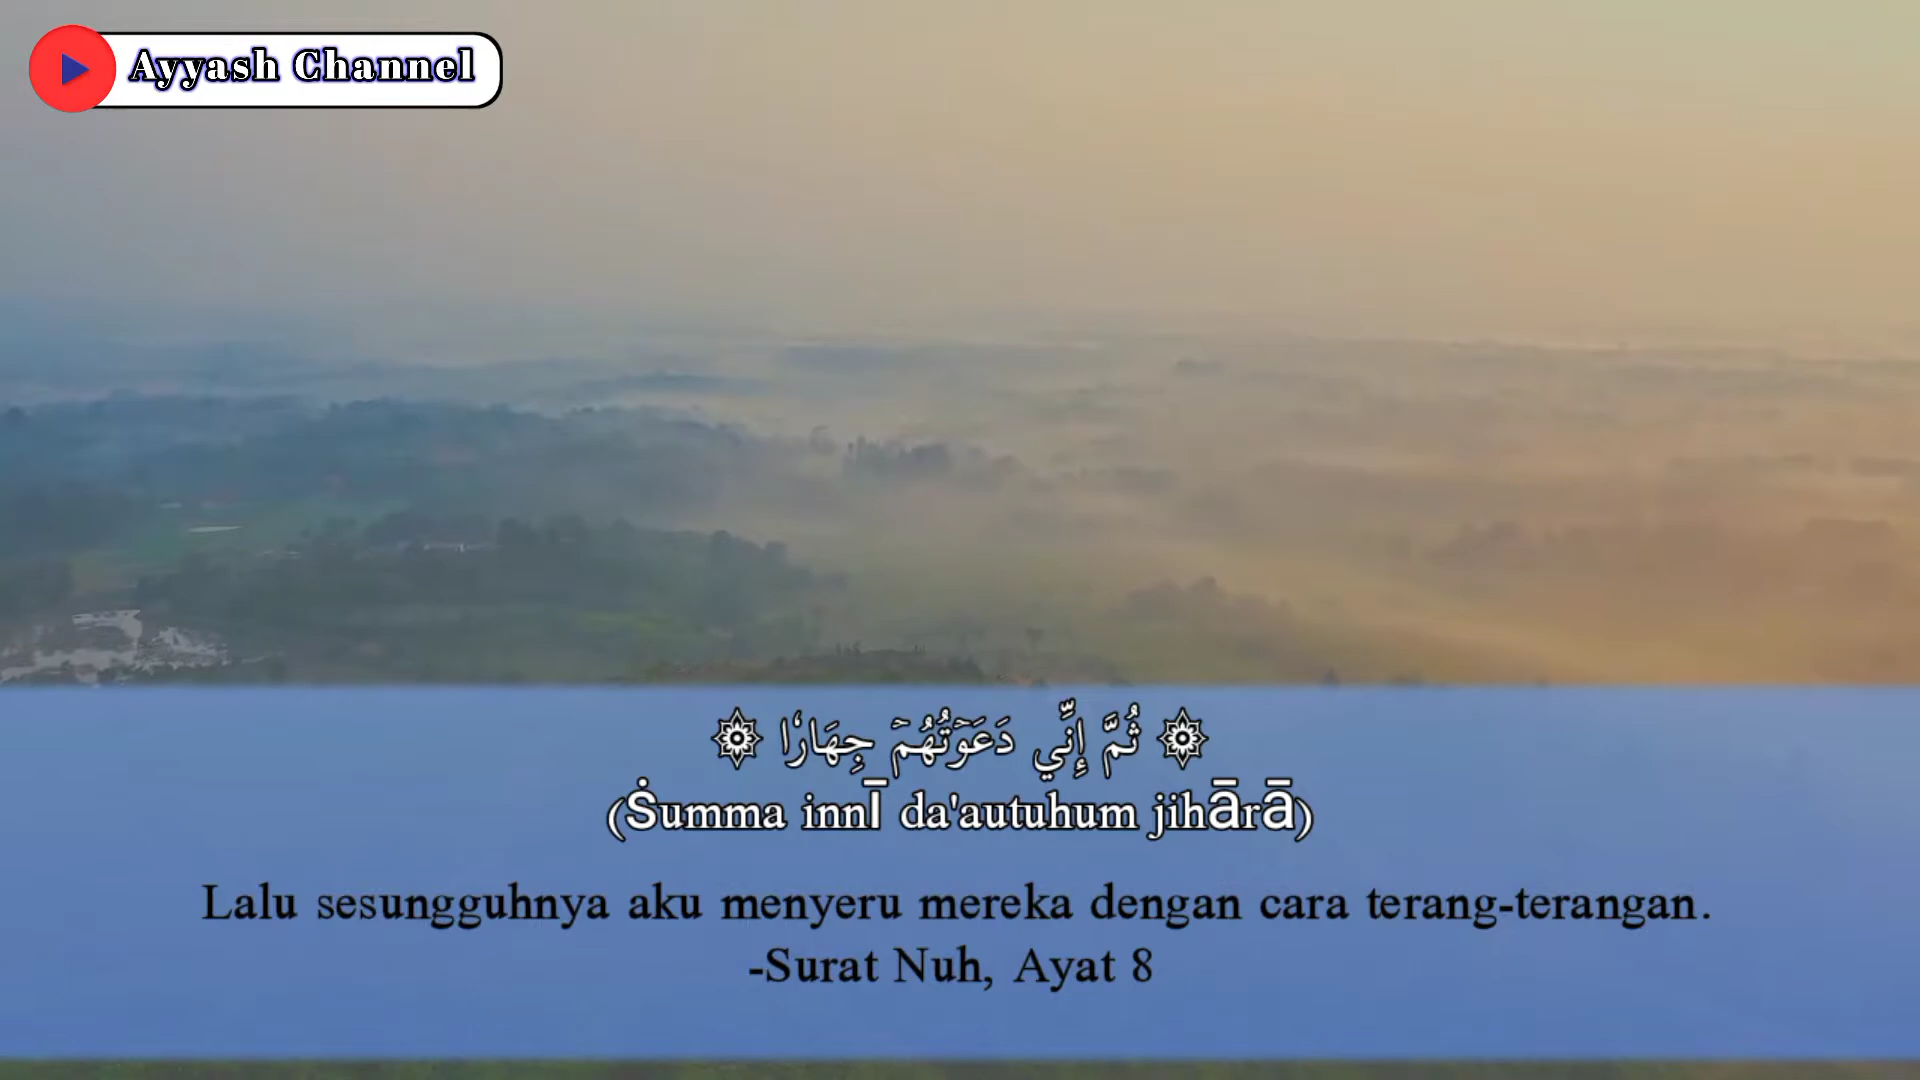 Ayyash Channel
۞ ثُمَّ إِنِّي دَعَوۡتُهُمۡ جِهَارٗا ۞
(Ṡumma innī da'autuhum jihārā)
Lalu sesungguhnya aku menyeru mereka dengan cara terang-terangan.
-Surat Nuh, Ayat 8